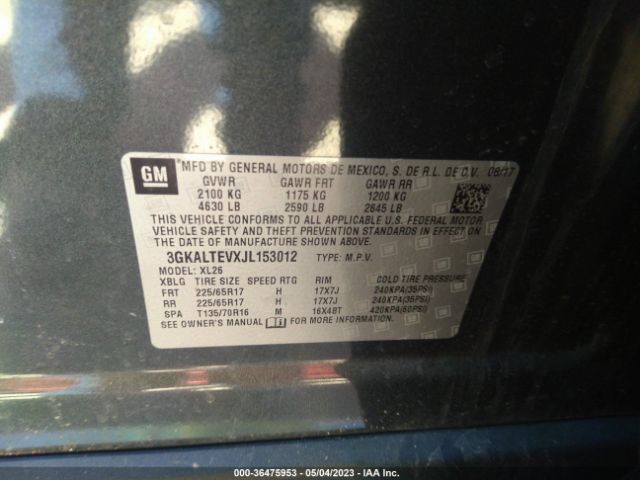 GM ® MFD BY GENERAL MOTORS DE MEXICO, S. DE R.L. DE C.V. 08/17
GVWR GAWR FRT GAWR RR
2100 KG 1175 KG 1200 KG
4630 LB 2590 LB 2645 LB
THIS VEHICLE CONFORMS TO ALL APPLICABLE U.S. FEDERAL MOTOR
VEHICLE SAFETY AND THEFT PREVENTION STANDARDS IN EFFECT ON
THE DATE OF MANUFACTURE SHOWN ABOVE.
3GKALTEVXJL153012 TYPE: M.P.V.
MODEL: XL26
XBLG TIRE SIZE SPEED RTG RIM COLD TIRE PRESSURE
FRT 225/65R17 H 17X7J 240KPA(35PSI)
RR 225/65R17 H 17X7J 240KPA(35PSI)
SPA T135/70R16 M 16X4BT 420KPA(60PSI)
SEE OWNER'S MANUAL FOR MORE INFORMATION.
000-36475953 - 05/04/2023 - IAA Inc.